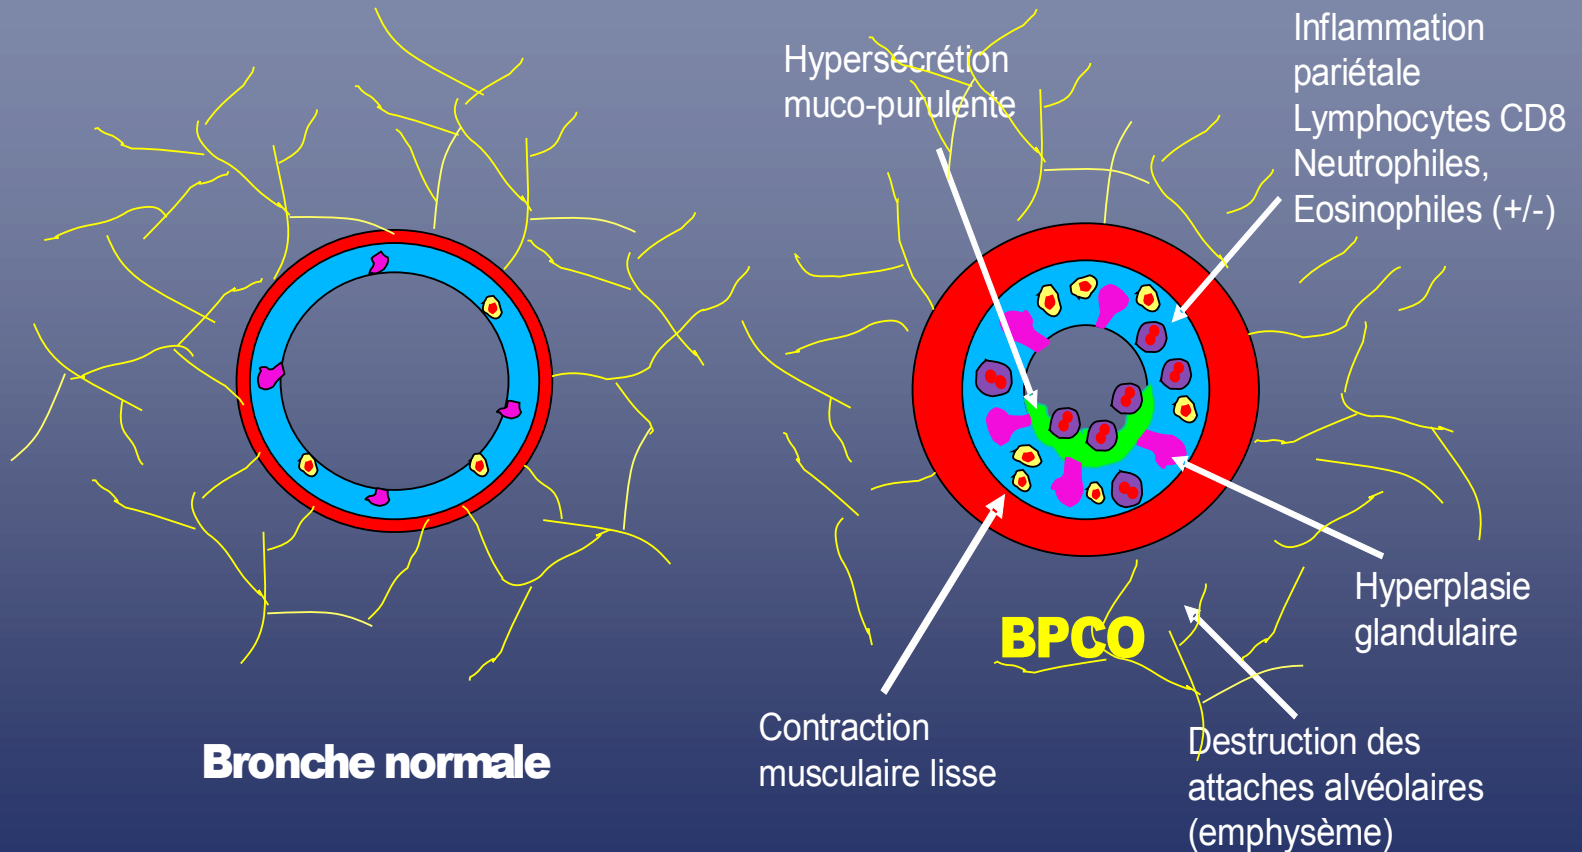 Hypersécrétion
muco-purulente
Inflammation
pariétale
Lymphocytes CD8
Neutrophiles,
Eosinophiles (+/-)
Hyperplasie
glandulaire
BPCO
Contraction
musculaire lisse
Destruction des
attaches alvéolaires
(emphysème)
Bronche normale